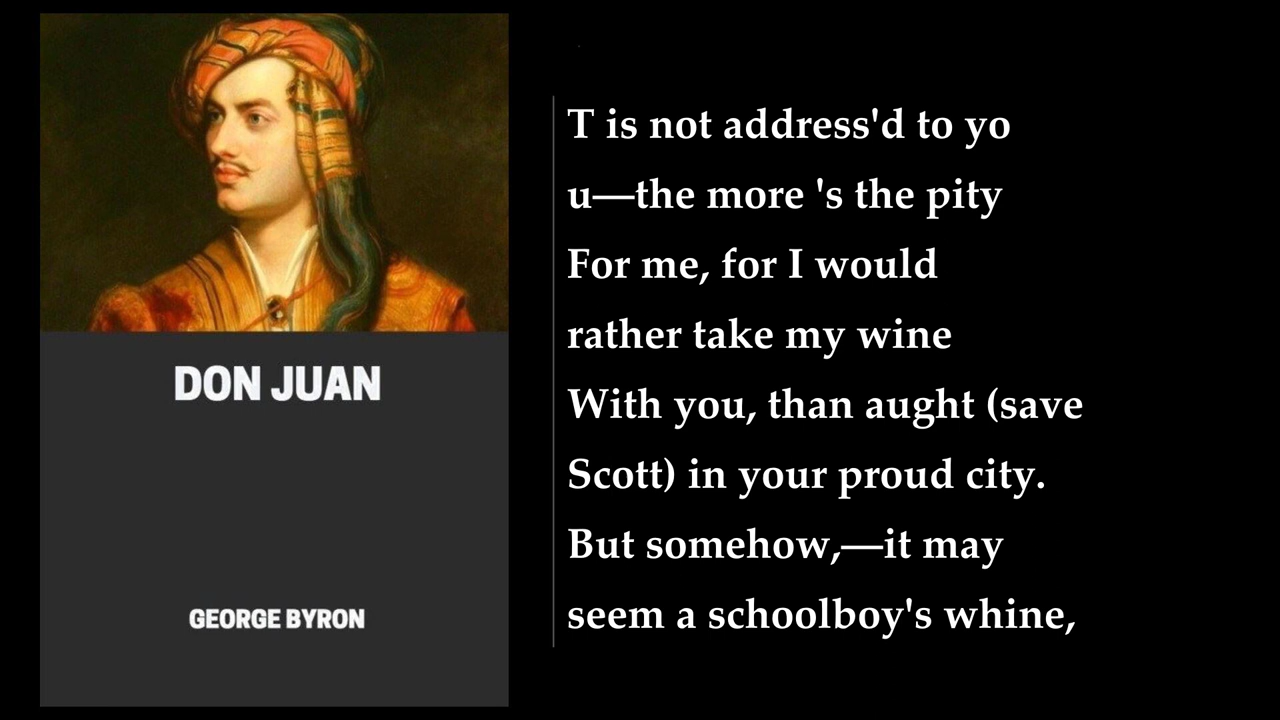 DON JUAN
GEORGE BYRON
T is not address'd to yo
u—the more 's the pity
For me, for I would
rather take my wine
With you, than aught (save
Scott) in your proud city.
But somehow,—it may
seem a schoolboy's whine,